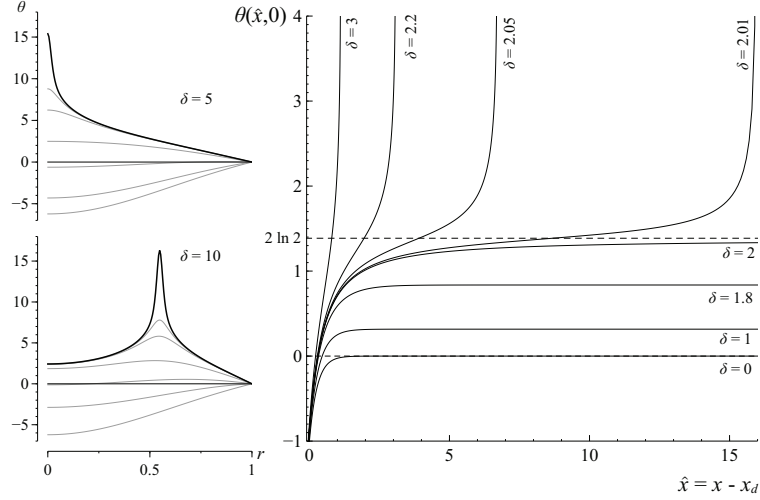 θ
15
10
5
0
−5
δ = 5
15
10
5
0
−5
δ = 10
0
0.5
r
1
θ(x̂,0)
4
3
2
2 ln 2
1
0
−1
δ = 3
δ = 2.2
δ = 2.05
δ = 2.01
δ = 2
δ = 1.8
δ = 1
δ = 0
0
5
10
15
x̂ = x - x_d